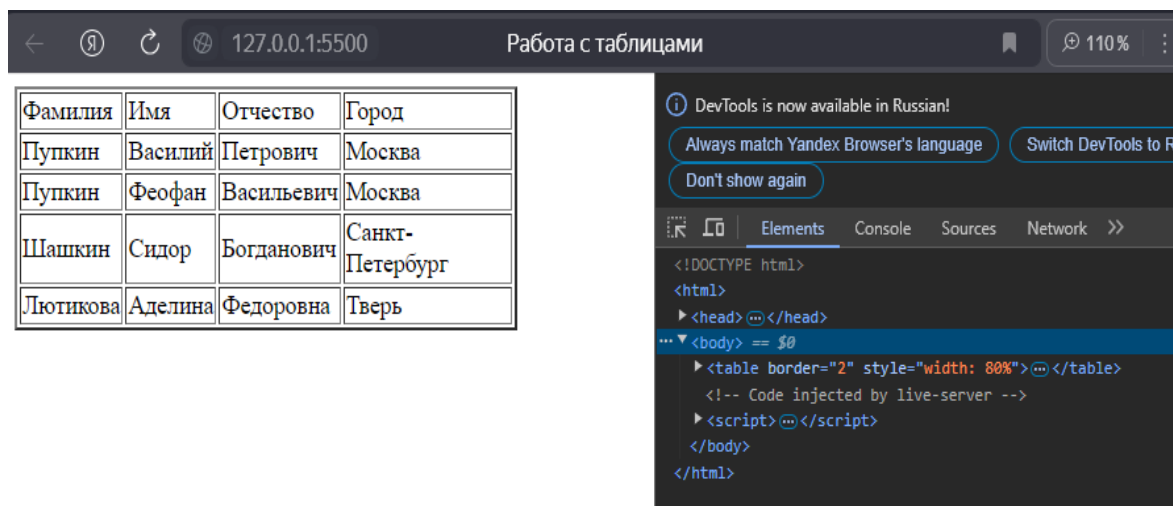 Я 127.0.0.1:5500 Работа с таблицами 110%
Фамилия Имя Отчество Город
Пупкин Василий Петрович Москва
Пупкин Феофан Васильевич Москва
Шашкин Сидор Богданович Санкт-
Петербург
Лютикова Аделина Федоровна Тверь
DevTools is now available in Russian!
Always match Yandex Browser's language Switch DevTools to R
Don't show again
Elements Console Sources Network >>
<!DOCTYPE html>
<html>
<head> ... </head>
... <body> == $0
<table border="2" style="width: 80%"> ... </table>
<!-- Code injected by live-server -->
<script> ... </script>
</body>
</html>